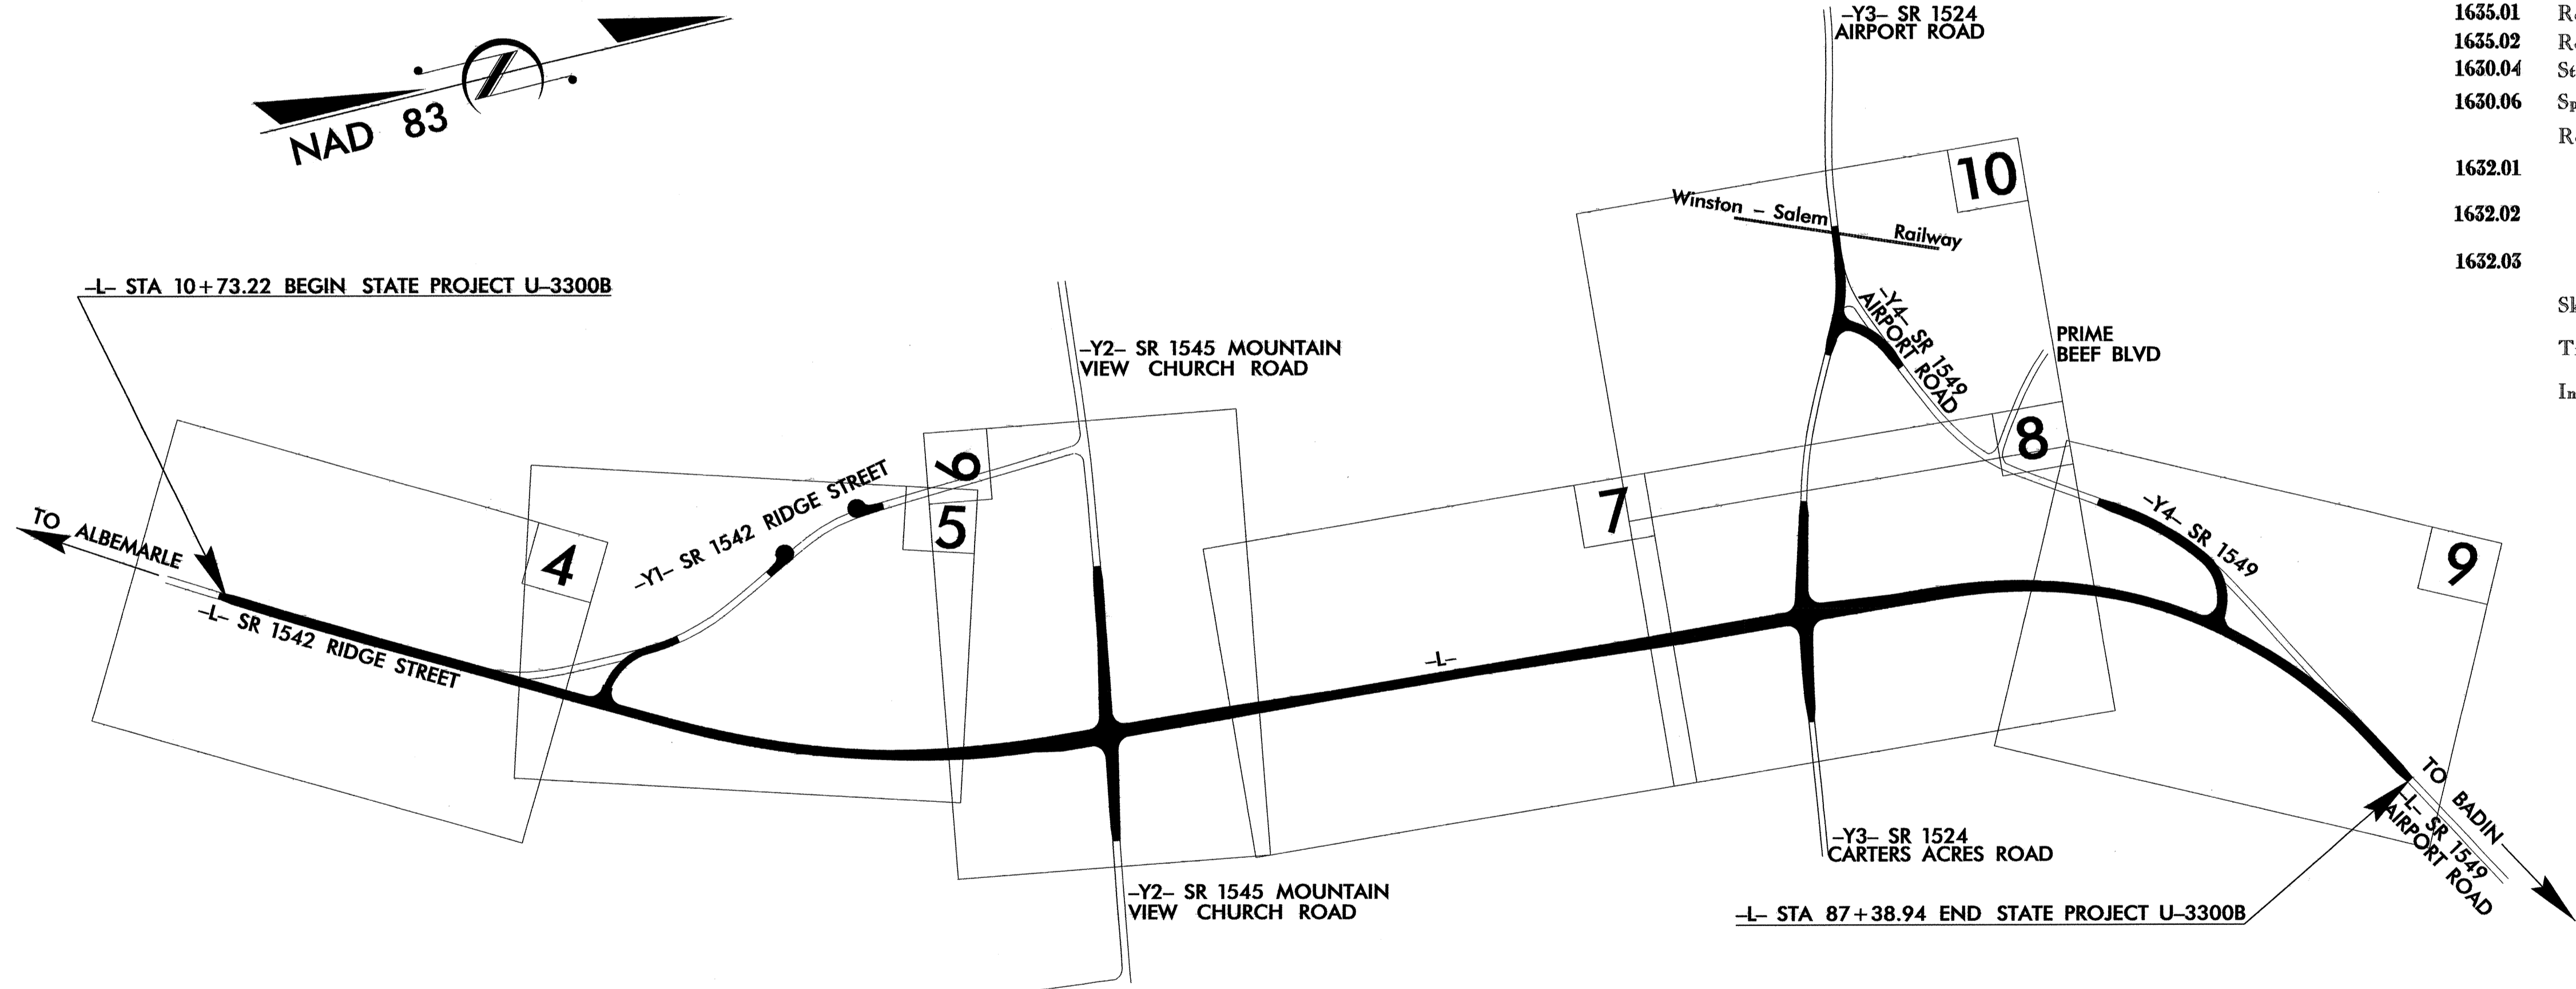 NAD 83
-Y3- SR 1524
AIRPORT ROAD
1635.01
1635.02
1630.04
1630.06
1632.01
1632.02
1632.03
10
Winston - Salem Railway
-L- STA 10+73.22 BEGIN STATE PROJECT U-3300B
-Y2- SR 1545 MOUNTAIN
VIEW CHURCH ROAD
-Y4- SR 1549
AIRPORT ROAD
PRIME
BEEF BLVD
8
6
5
7
9
4
-Y1- SR 1542 RIDGE STREET
-Y4- SR 1549
TO ALBEMARLE
-L- SR 1542 RIDGE STREET
-L-
-Y3- SR 1524
CARTERS ACRES ROAD
TO BADIN
-L- SR 1549
AIRPORT ROAD
-Y2- SR 1545 MOUNTAIN
VIEW CHURCH ROAD
-L- STA 87+38.94 END STATE PROJECT U-3300B